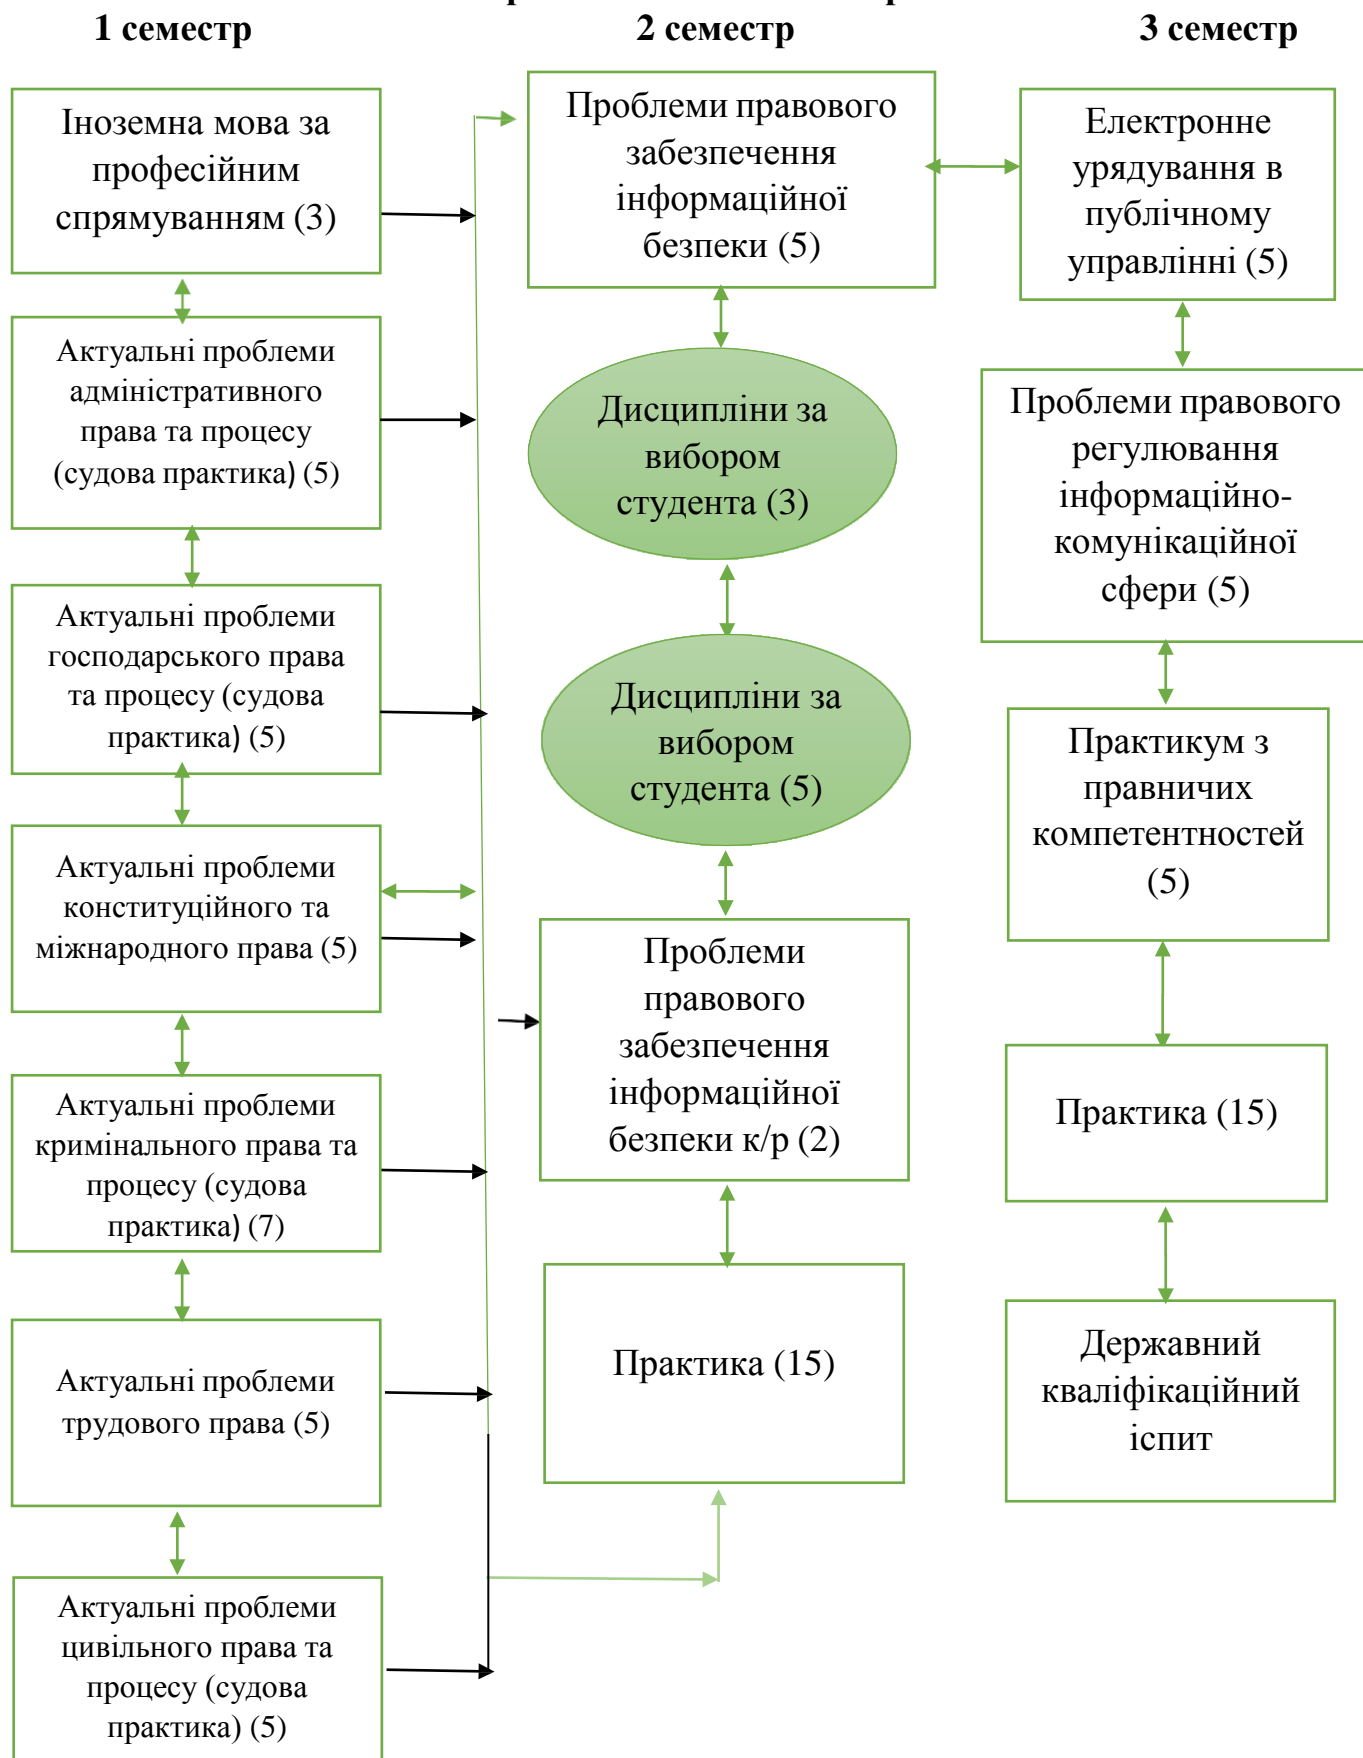 1 семестр
2 семестр
3 семестр
Іноземна мова за
професійним
спрямуванням (3)
Актуальні проблеми
адміністративного
права та процесу
(судова практика) (5)
Актуальні проблеми
господарського права
та процесу (судова
практика) (5)
Актуальні проблеми
конституційного та
міжнародного права (5)
Актуальні проблеми
кримінального права та
процесу (судова
практика) (7)
Актуальні проблеми
трудового права (5)
Актуальні проблеми
цивільного права та
процесу (судова
практика) (5)
Проблеми правового
забезпечення
інформаційної
безпеки (5)
Дисципліни за
вибором
студента (3)
Дисципліни за
вибором
студента (5)
Проблеми
правового
забезпечення
інформаційної
безпеки к/р (2)
Практика (15)
Електронне
урядування в
публічному
управлінні (5)
Проблеми правового
регулювання
інформаційно-
комунікаційної
сфери (5)
Практикум з
правничих
компетентностей
(5)
Практика (15)
Державний
кваліфікаційний
іспит